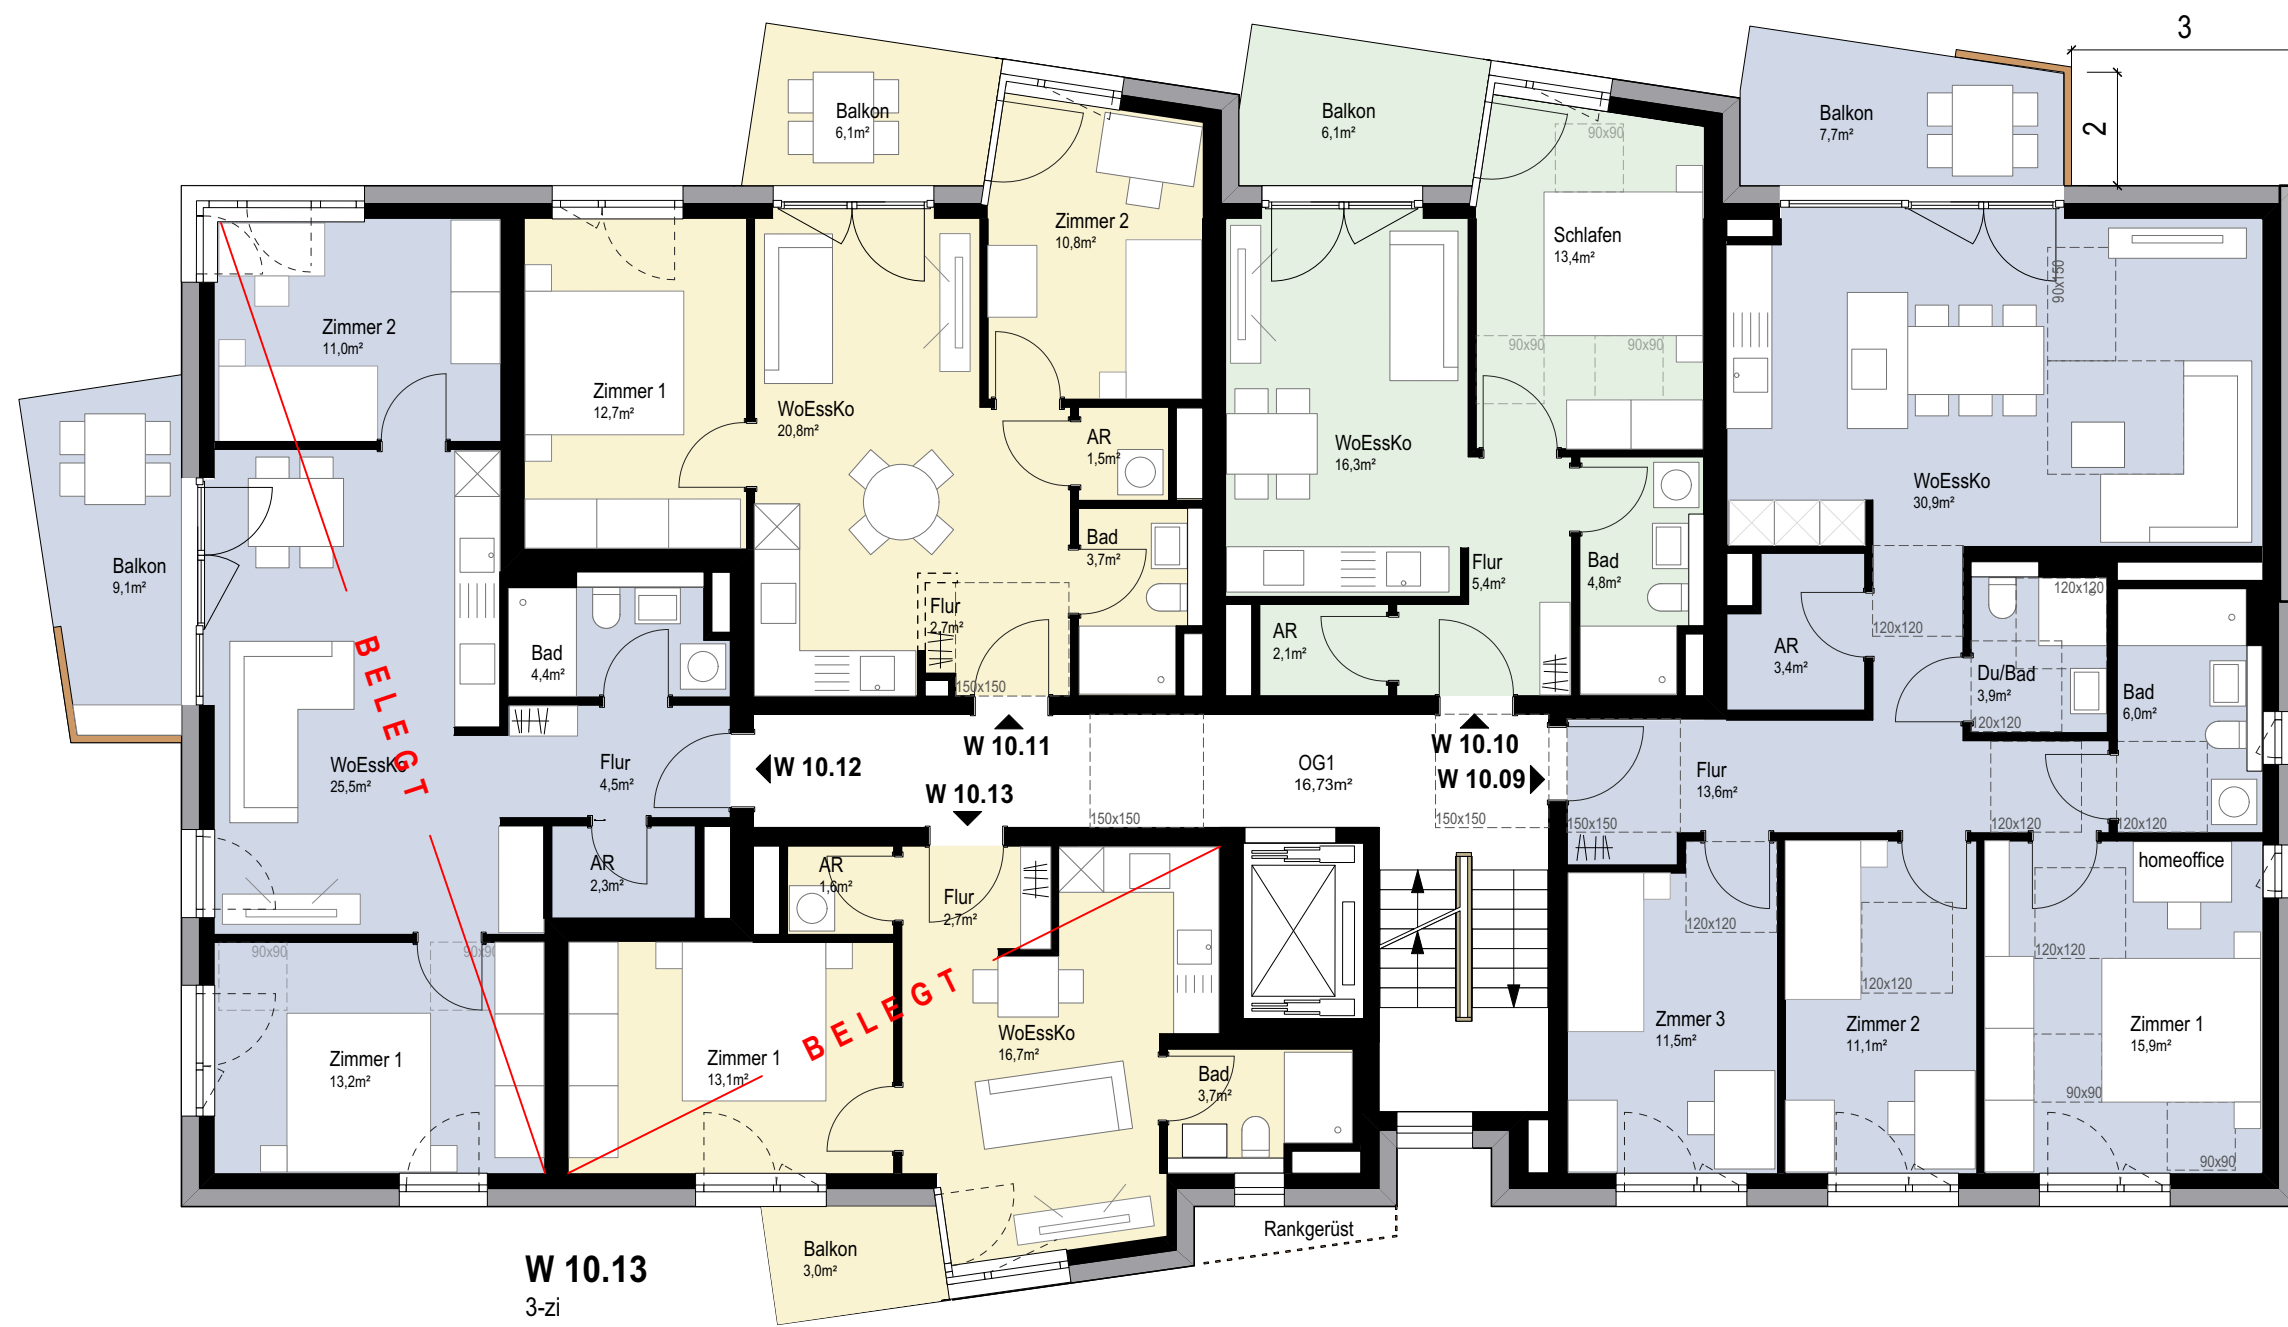 3
2
Balkon
6,1m²
Balkon
6,1m²
Balkon
7,7m²
90x90
Zimmer 2
10,8m²
Schlafen
13,4m²
90x150
Zimmer 2
11,0m²
90x90
90x90
Zimmer 1
12,7m²
WoEssKo
20,8m²
AR
1,5m²
WoEssKo
16,3m²
WoEssKo
30,9m²
Balkon
9,1m²
Bad
3,7m²
Flur
5,4m²
Bad
4,8m²
Flur
2,7m²
120x120
120x120
AR
2,1m²
AR
3,4m²
Bad
4,4m²
Du/Bad
3,9m²
Bad
6,0m²
150x150
120x120
BELEGT
W 10.11
W 10.10
W 10.12
W 10.09
W 10.13
OG1
16,73m²
WoEssKo
25,5m²
Flur
4,5m²
Flur
13,6m²
150x150
150x150
150x150
120x120
120x120
AR
2,3m²
AR
1,6m²
Flur
2,7m²
homeoffice
120x120
120x120
120x120
90x90
90x90
BELEGT
WoEssKo
16,7m²
Zimmer 1
13,2m²
Zimmer 1
13,1m²
Bad
3,7m²
Zmmer 3
11,5m²
Zimmer 2
11,1m²
Zimmer 1
15,9m²
90x90
90x90
Rankgerüst
Balkon
3,0m²
W 10.13
3-zi